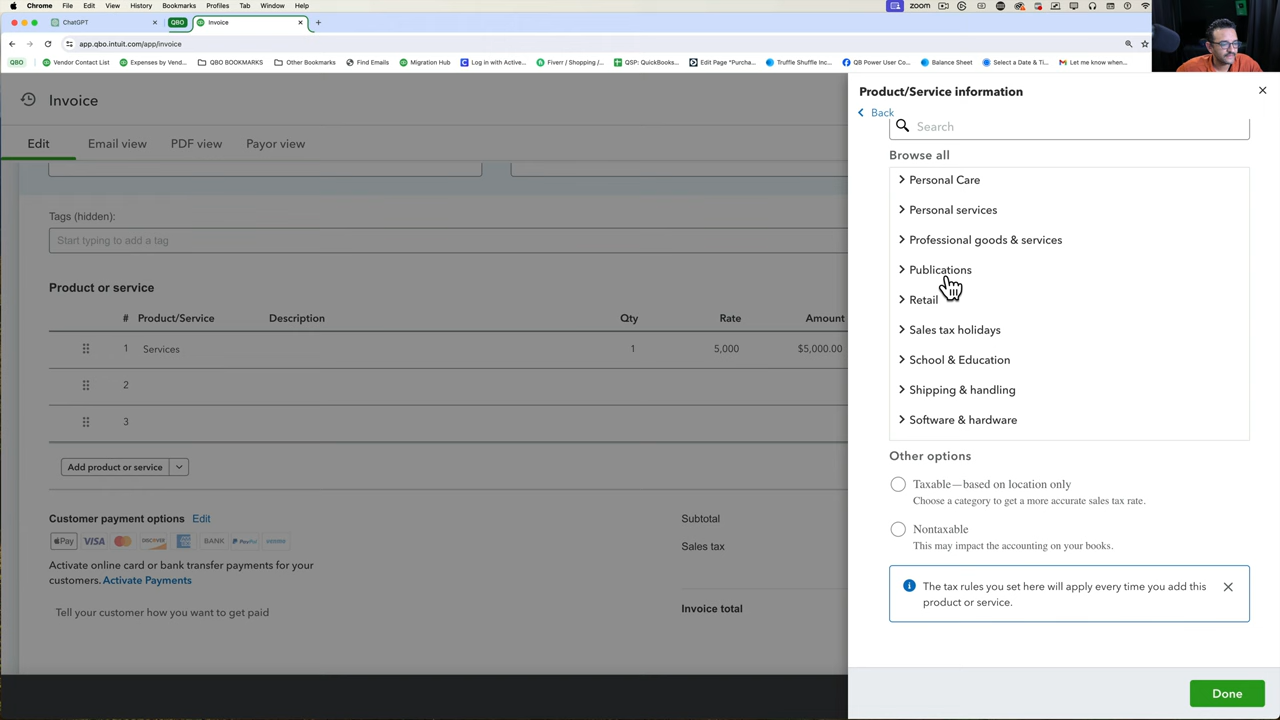 Chrome File Edit View History Bookmarks Profiles Tab Window Help
zoom
ChatGPT
QBO
Invoice
app.qbo.intuit.com/app/invoice
QBO
Vendor Contact List
Expenses by Vend...
QBO BOOKMARKS
Other Bookmarks
Find Emails
Migration Hub
Log in with Active...
Fiverr / Shopping /...
QSP: QuickBooks...
Edit Page "Purcha...
Truffle Shuffle Inc...
QB Power User Co...
Balance Sheet
Select a Date & Ti...
Let me know when...
Invoice
Edit
Email view
PDF view
Payor view
Tags (hidden):
Start typing to add a tag
Product or service
# Product/Service Description Qty Rate Amount
1 Services 1 5,000 $5,000.00
2
3
Add product or service
Customer payment options Edit
Pay VISA DISCOVER BANK PayPal venmo
Activate online card or bank transfer payments for your
customers. Activate Payments
Tell your customer how you want to get paid
Subtotal
Sales tax
Invoice total
Product/Service information
Back
Search
Browse all
Personal Care
Personal services
Professional goods & services
Publications
Retail
Sales tax holidays
School & Education
Shipping & handling
Software & hardware
Other options
Taxable—based on location only
Choose a category to get a more accurate sales tax rate.
Nontaxable
This may impact the accounting on your books.
The tax rules you set here will apply every time you add this
product or service.
Done